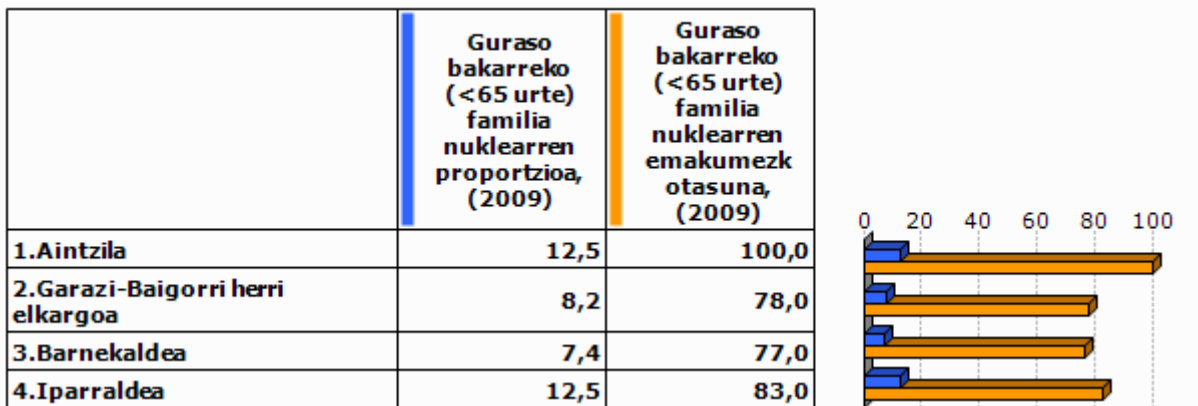 Guraso
bakarreko
(<65 urte)
familia
nuklearren
proportzioa,
(2009)
Guraso
bakarreko
(<65 urte)
familia
nuklearren
emakumezk
otasuna,
(2009)
0 20 40 60 80 100
1.Aintzila 12,5 100,0
2.Garazi-Baigorri herri
elkargoa 8,2 78,0
3.Barnekaldea 7,4 77,0
4.Iparraldea 12,5 83,0